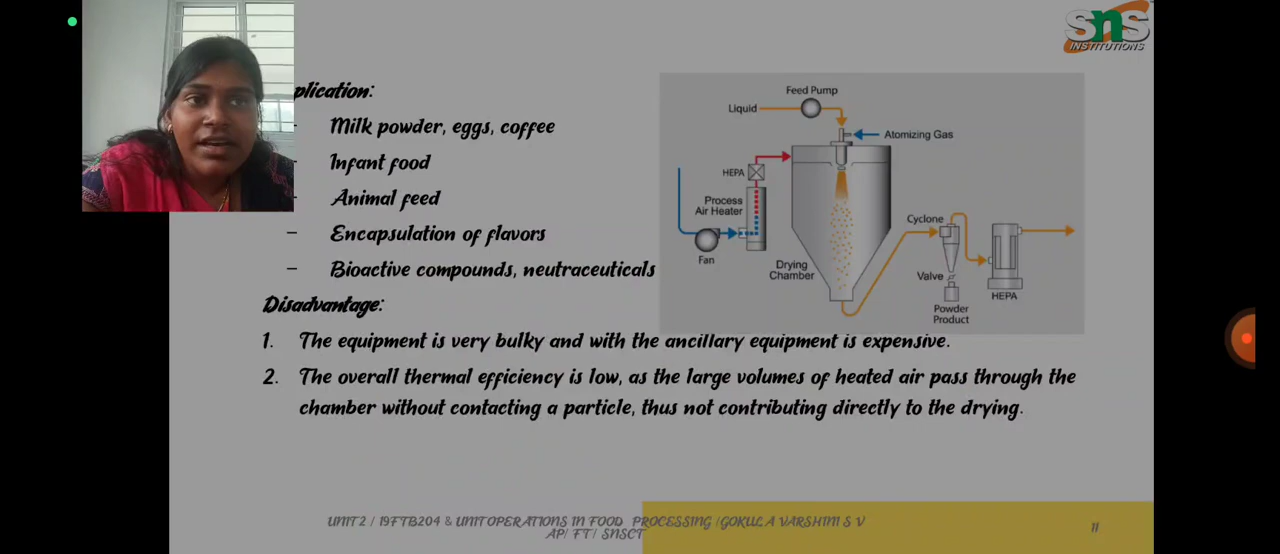 SNS
INSTITUTIONS
plication:
– Milk powder, eggs, coffee
– Infant food
– Animal feed
– Encapsulation of flavors
– Bioactive compounds, neutraceuticals
Feed Pump
Liquid
Atomizing Gas
HEPA
Process
Air Heater
Fan
Drying
Chamber
Cyclone
Valve
Powder
Product
HEPA
Disadvantage:
1. The equipment is very bulky and with the ancillary equipment is expensive.
2. The overall thermal efficiency is low, as the large volumes of heated air pass through the
chamber without contacting a particle, thus not contributing directly to the drying.
UNIT2 / 19FTB204 & UNIT OPERATIONS IN FOOD PROCESSING /GOKULA VARSHINI S V
AP/ FT/ SNSCT
11